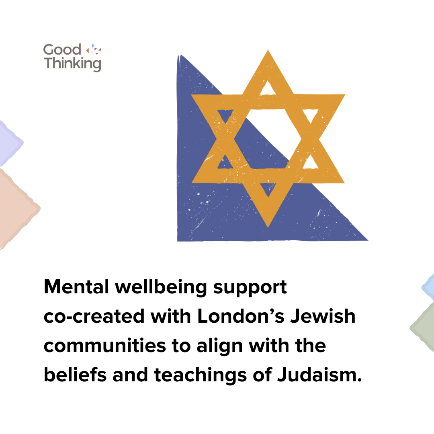 Good
Thinking
Mental wellbeing support
co-created with London’s Jewish
communities to align with the
beliefs and teachings of Judaism.